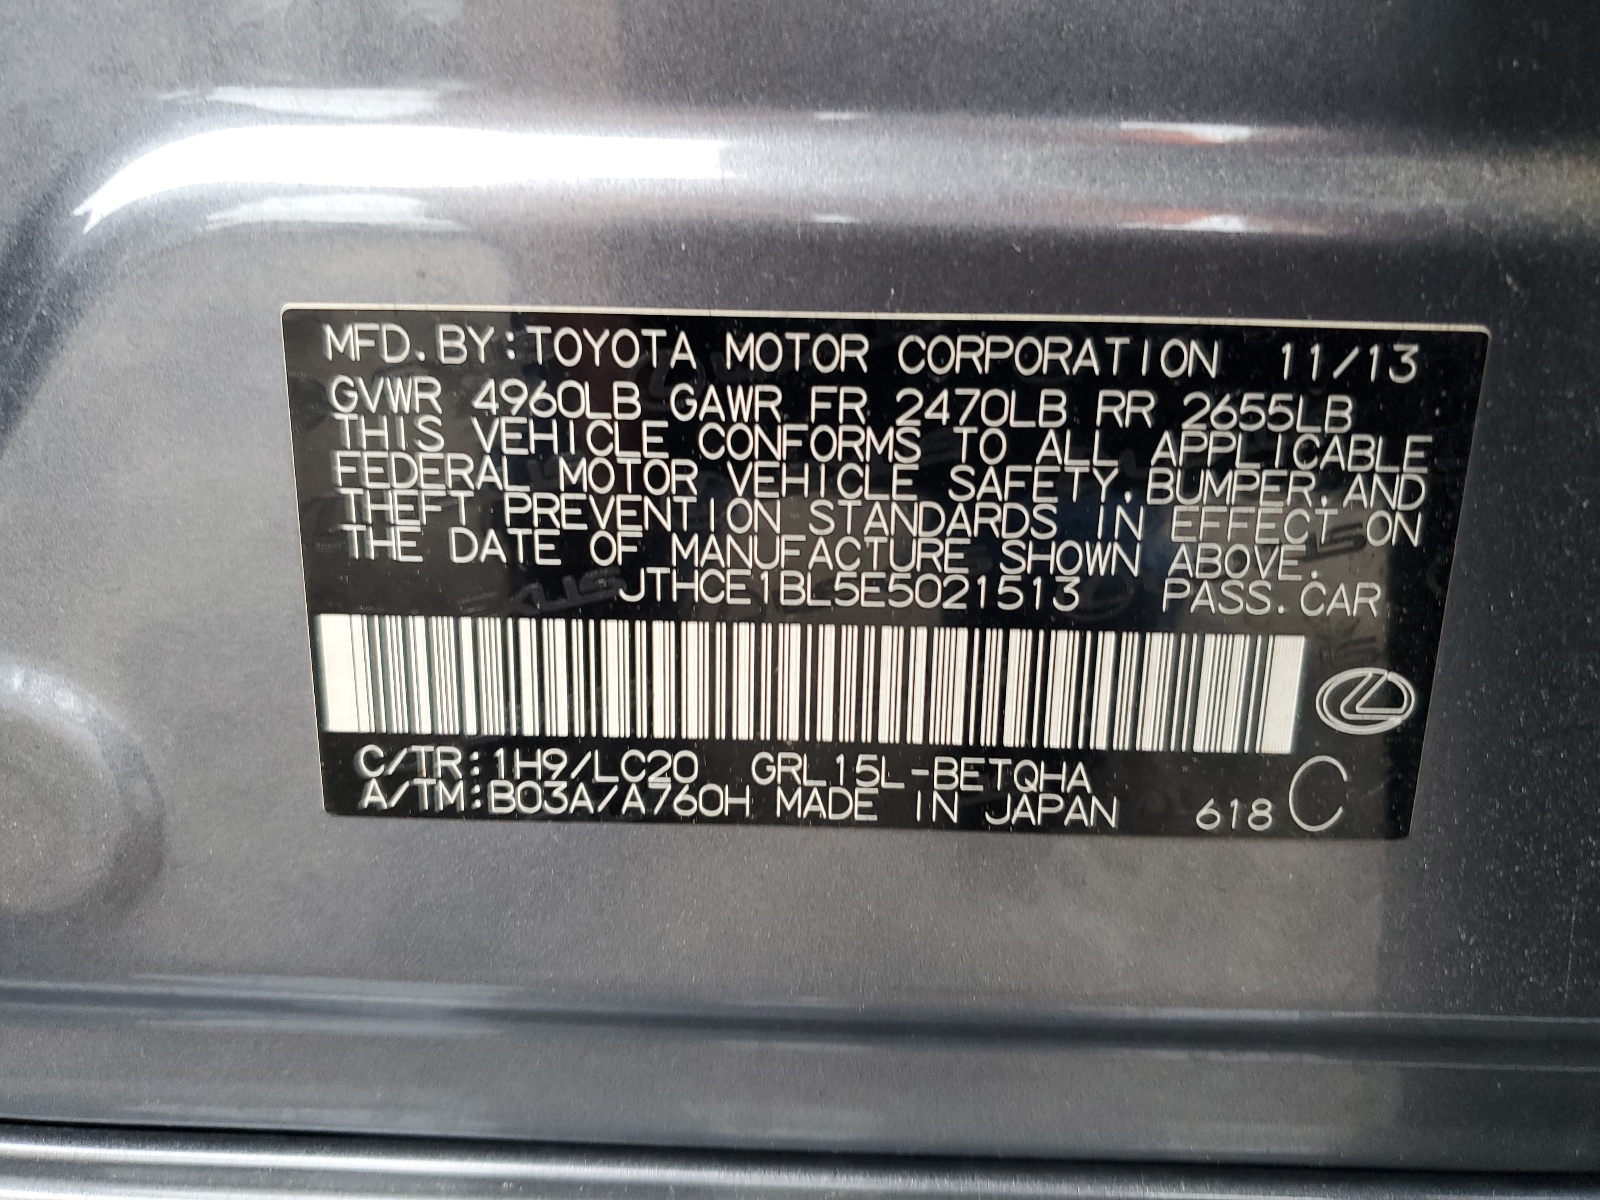 MFD.BY:TOYOTA MOTOR CORPORATION 11/13
GVWR 4960LB GAWR FR 2470LB RR 2655LB
THIS VEHICLE CONFORMS TO ALL APPLICABLE
FEDERAL MOTOR VEHICLE SAFETY,BUMPER,AND
THEFT PREVENTION STANDARDS IN EFFECT ON
THE DATE OF MANUFACTURE SHOWN ABOVE.
JTHCE1BL5E5021513 PASS.CAR
C/TR:1H9/LC20 GRL15L-BETQHA
A/TM:B03A/A760H MADE IN JAPAN 618 C